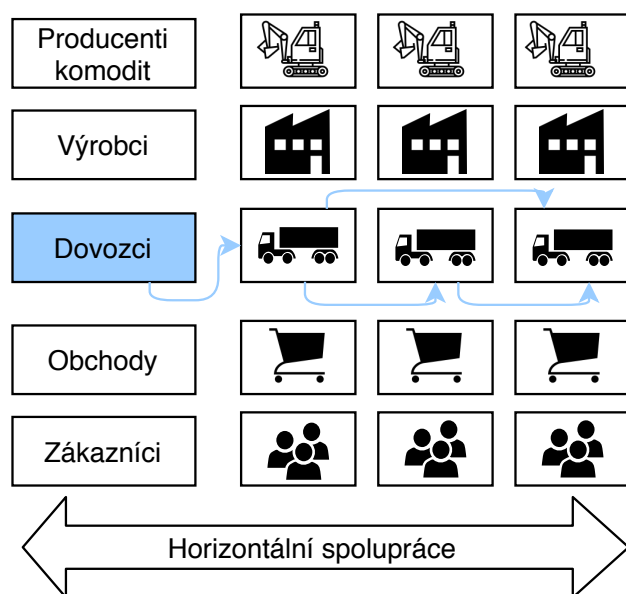 Producenti
komodit
Výrobci
Dovozci
Obchody
Zákazníci
Horizontální spolupráce